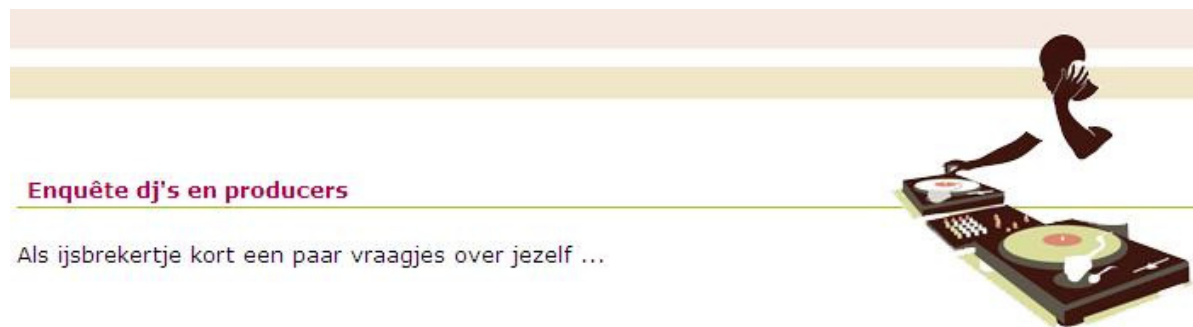 Enquête dj's en producers
Als ijsbrekertje kort een paar vraagjes over jezelf ...